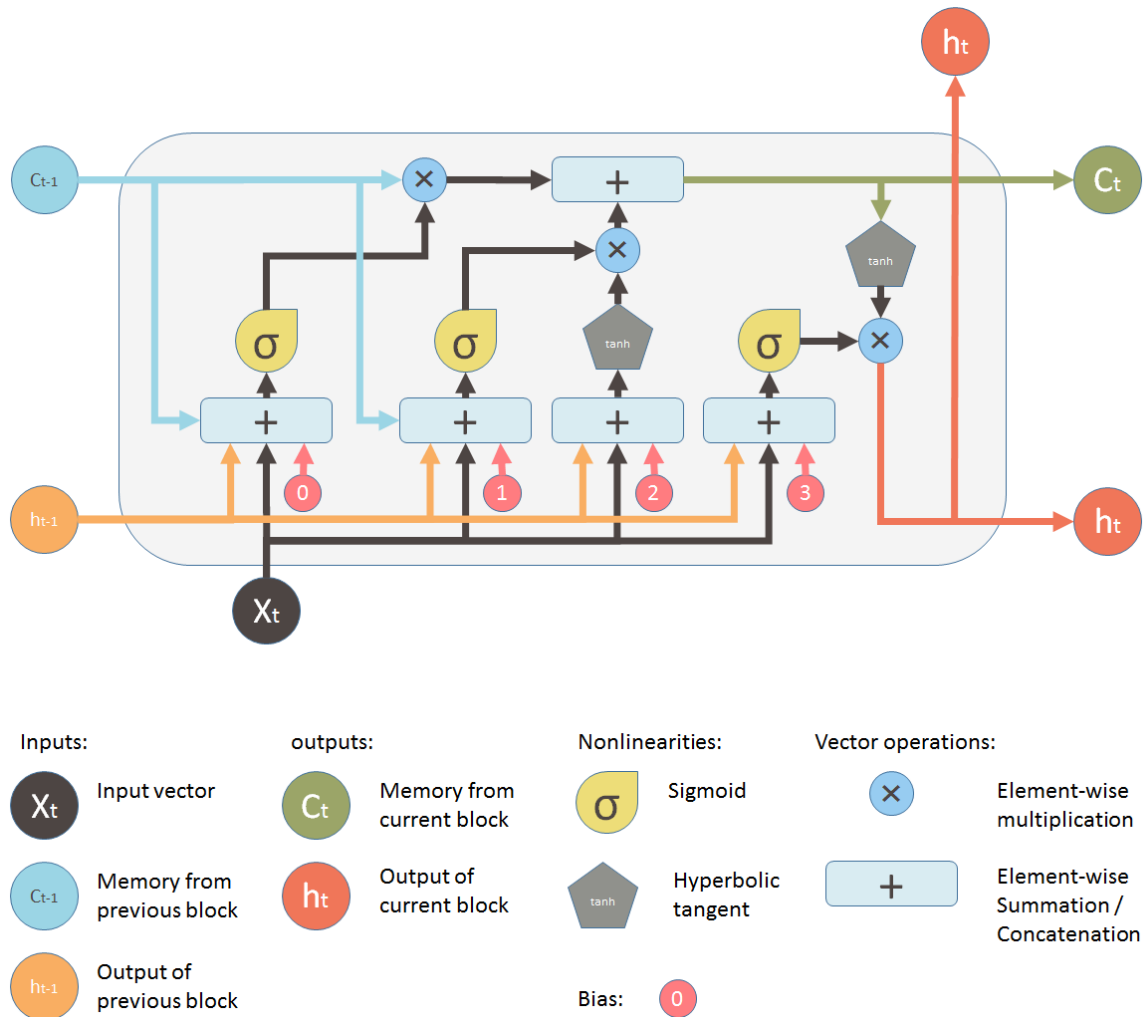 ht
Ct-1
×
+
Ct
×
tanh
σ
σ
tanh
σ
×
+
+
+
+
0
1
2
3
ht-1
ht
Xt
Inputs:
outputs:
Nonlinearities:
Vector operations:
Xt
Input vector
Ct
Memory from
current block
σ
Sigmoid
×
Element-wise
multiplication
Ct-1
Memory from
previous block
ht
Output of
current block
tanh
Hyperbolic
tangent
+
Element-wise
Summation /
Concatenation
ht-1
Output of
previous block
Bias:
0